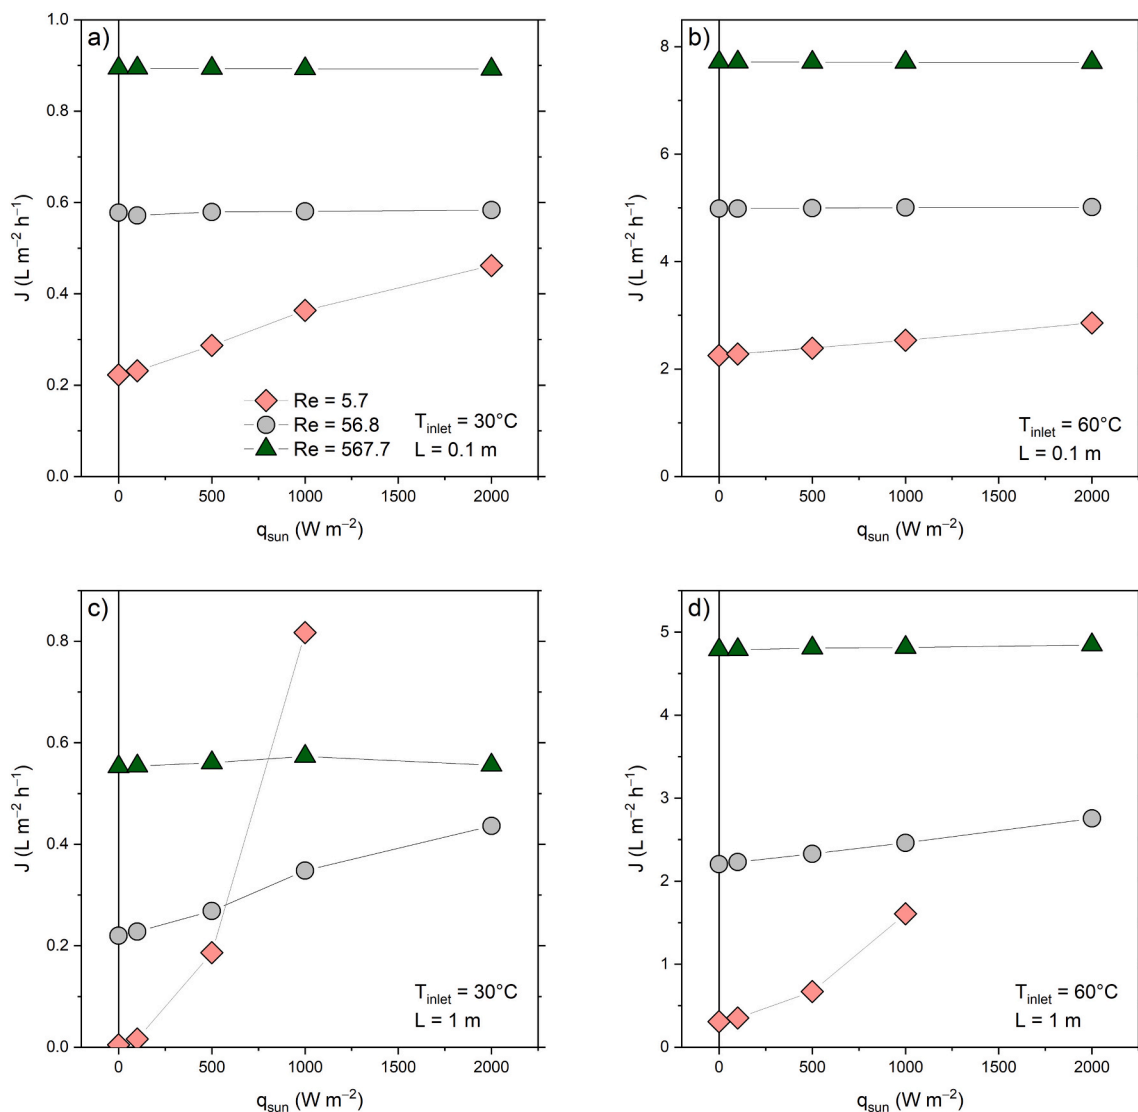 a)
1.0
0.8
0.6
0.4
0.2
0.0
J (L m⁻² h⁻¹)
Re = 5.7
Re = 56.8
Re = 567.7
T_inlet = 30°C
L = 0.1 m
0 500 1000 1500 2000
q_sun (W m⁻²)
b)
8
6
4
2
0
J (L m⁻² h⁻¹)
T_inlet = 60°C
L = 0.1 m
0 500 1000 1500 2000
q_sun (W m⁻²)
c)
0.8
0.6
0.4
0.2
0.0
J (L m⁻² h⁻¹)
T_inlet = 30°C
L = 1 m
0 500 1000 1500 2000
q_sun (W m⁻²)
d)
5
4
3
2
1
0
J (L m⁻² h⁻¹)
T_inlet = 60°C
L = 1 m
0 500 1000 1500 2000
q_sun (W m⁻²)